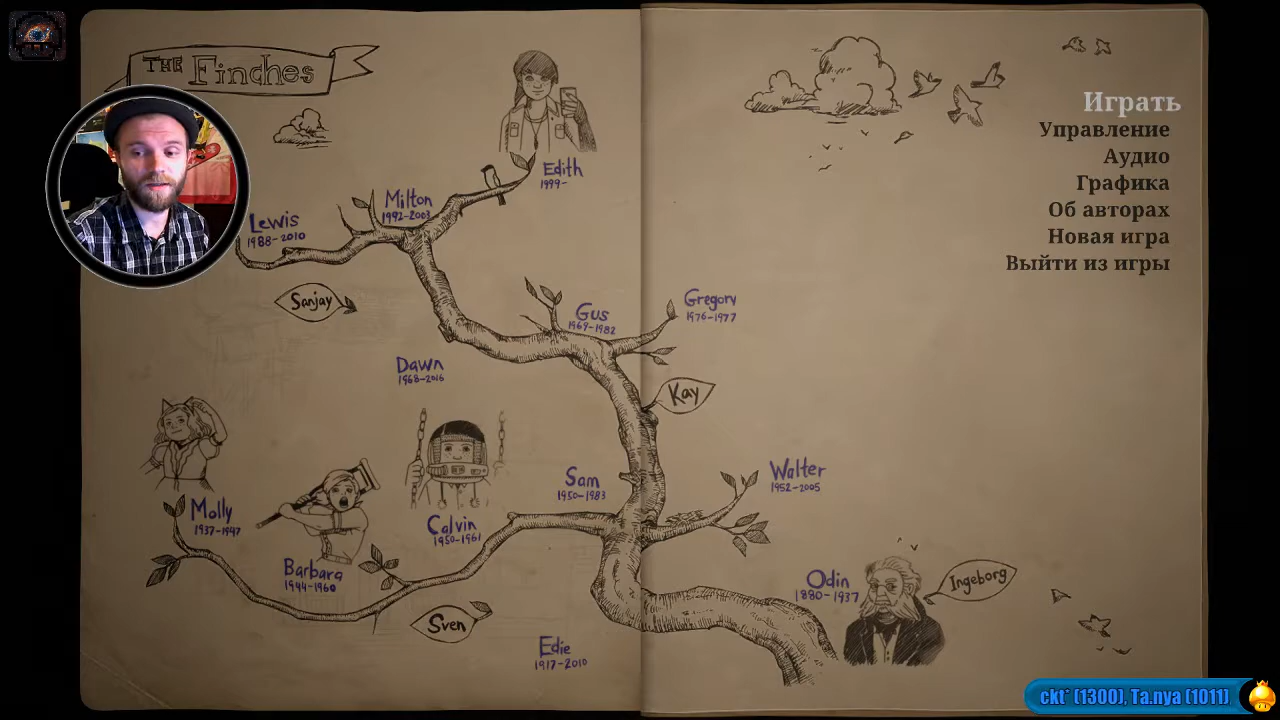 THE Finches
Играть
Управление
Аудио
Графика
Об авторах
Новая игра
Выйти из игры
Edith
1999-
Milton
1992-2003
Lewis
1988-2010
Sanjay
Gus
1969-1982
Gregory
1976-1977
Dawn
1968-2016
Kay
Sam
1950-1983
Walter
1952-2005
Molly
1937-1947
Calvin
1950-1961
Barbara
1944-1960
Odin
1880-1937
Ingeborg
Sven
Edie
1917-2010
ckt* (1300), Ta.nya (1011)